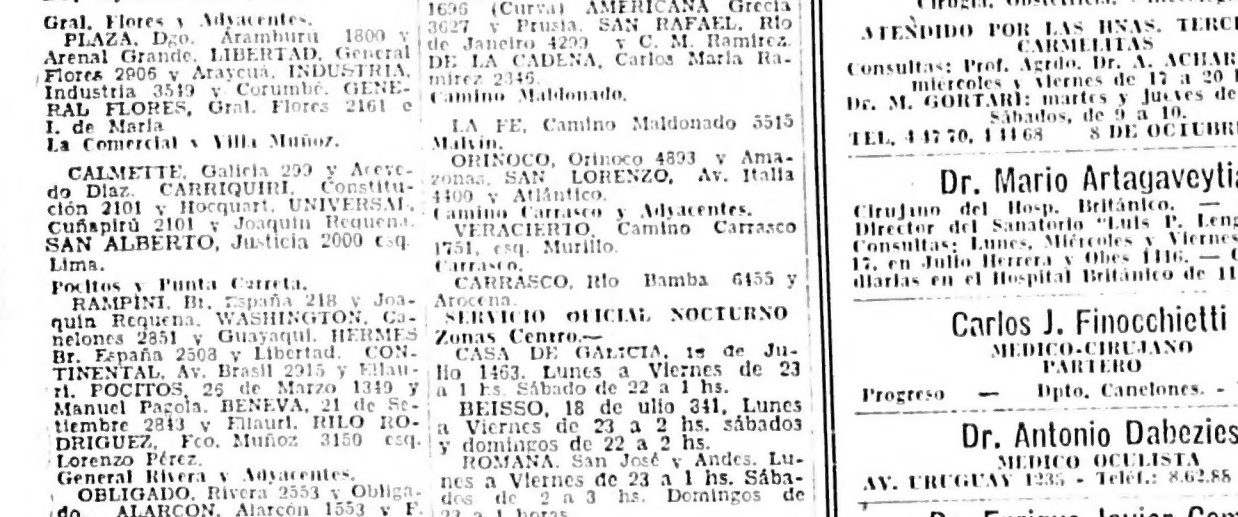 Gral. Flores y Adyacentes.
PLAZA, Dgo. Aramburú 1800 y
Arenal Grande. LIBERTAD, General
Flores 2906 y Araycuá. INDUSTRIA,
Industria 3519 y Corumbé. GENE-
RAL FLORES, Gral. Flores 2161 e
I. de María
La Comercial y Villa Muñoz.
CALMETTE, Galicia 299 y Aceve-
do Díaz. CARRIQUIRI, Constitu-
ción 2101 y Hocquart. UNIVERSAL,
Cuñapirú 2101 y Joaquín Requena.
SAN ALBERTO, Justicia 2000 esq.
Lima.
Pocitos y Punta Carreta.
RAMPINI, Br. España 218 y Joa-
quín Requena. WASHINGTON, Ca-
nelones 2851 y Guayaquí. HERMES
Br. España 2508 y Libertad. CON-
TINENTAL, Av. Brasil 2915 y Ellau-
ri. POCITOS, 26 de Marzo 1349 y
Manuel Pagola. BENEVA, 21 de Se-
tiembre 2843 y Ellauri. RILO RO-
DRIGUEZ, Fco. Muñoz 3150 esq.
Lorenzo Pérez.
General Rivera y Adyacentes.
OBLIGADO, Rivera 2553 y Obliga-
do. ALARCON, Alarcón 1553 y F.
1696 (Curva) AMERICANA Grecia
3627 y Prusia. SAN RAFAEL, Río
de Janeiro 4299 y C. M. Ramírez.
DE LA CADENA, Carlos María Ra-
mírez 2346.
Camino Maldonado.
LA FE, Camino Maldonado 5515
Malvín.
ORINOCO, Orinoco 4893 y Ama-
zonas. SAN LORENZO, Av. Italia
4400 y Atlántico.
Camino Carrasco y Adyacentes.
VERACIERTO, Camino Carrasco
1751, esq. Murillo.
Carrasco.
CARRASCO, Río Bamba 6455 y
Arocena.
SERVICIO OFICIAL NOCTURNO
Zonas Centro.—
CASA DE GALICIA, 18 de Ju-
lio 1463. Lunes a Viernes de 23
a 1 hs. Sábado de 22 a 1 hs.
BEISSO, 18 de ulio 341, Lunes
a Viernes de 23 a 2 hs. sábados
y domingos de 22 a 2 hs.
ROMANA. San José y Andes. Lu-
nes a Viernes de 23 a 1 hs. Sába-
dos de 2 a 3 hs. Domingos de
23 a 1 horas.
ATENDIDO POR LAS HNAS. TERCI
CARMELITAS
Consultas: Prof. Agrdo. Dr. A. ACHAR
miércoles y viernes de 17 a 20
Dr. M. GORTARI: martes y jueves de
Sábados, de 9 a 10.
TEL. 4 47 70, 4 44 68 8 DE OCTUBR
Dr. Mario Artagaveytia
Cirujano del Hosp. Británico. —
Director del Sanatorio "Luis P. Leng
Consultas: Lunes, Miércoles y Viernes
17, en Julio Herrera y Obes 1416. —
diarias en el Hospital Británico de 11
Carlos J. Finocchietti
MEDICO-CIRUJANO
PARTERO
Progreso — Dpto. Canelones. -
Dr. Antonio Dabezies
MEDICO OCULISTA
AV. URUGUAY 1235 - Teléf.: 8.62.88